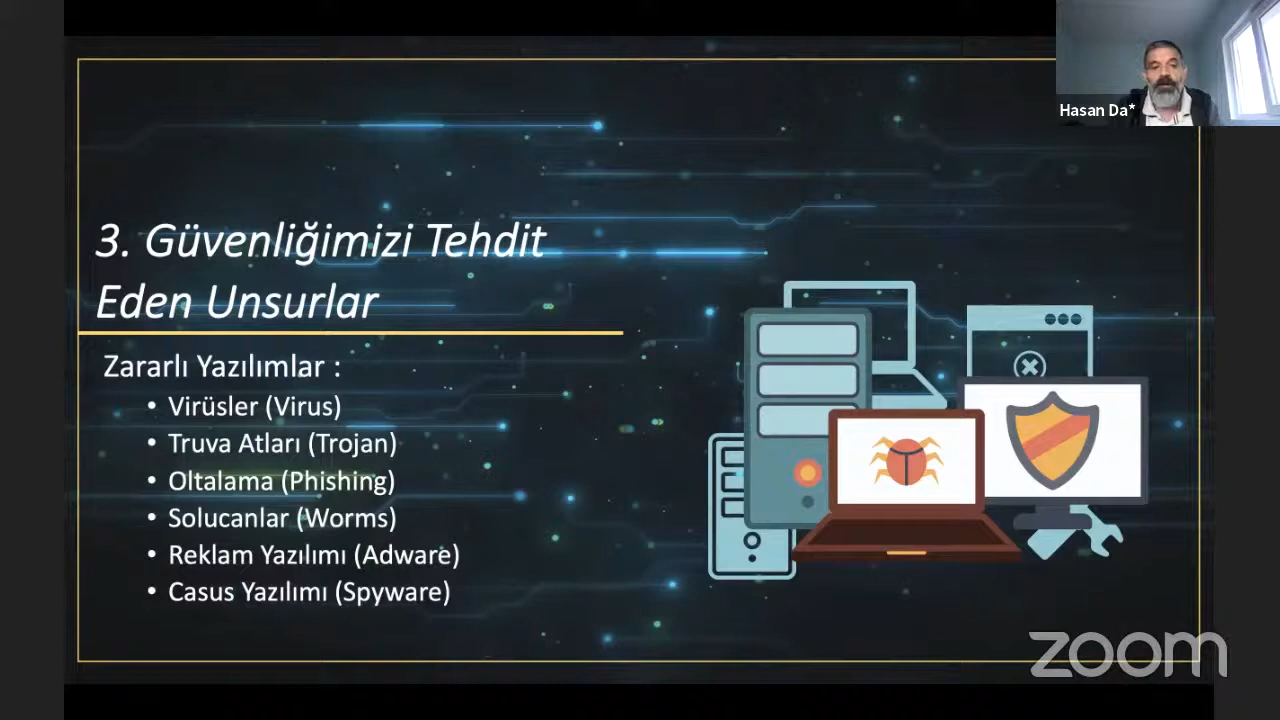 Hasan Da*
3. Güvenliğimizi Tehdit
Eden Unsurlar
Zararlı Yazılımlar :
• Virüsler (Virus)
• Truva Atları (Trojan)
• Oltalama (Phishing)
• Solucanlar (Worms)
• Reklam Yazılımı (Adware)
• Casus Yazılımı (Spyware)
zoom